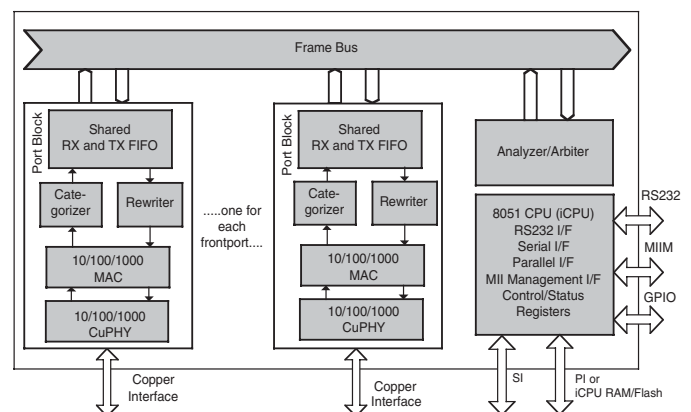 Frame Bus
Port Block
Shared
RX and TX FIFO
Cate-
gorizer
Rewriter
10/100/1000
MAC
10/100/1000
CuPHY
Copper
Interface
.....one for
each
frontport....
Port Block
Shared
RX and TX FIFO
Cate-
gorizer
Rewriter
10/100/1000
MAC
10/100/1000
CuPHY
Copper
Interface
Analyzer/Arbiter
8051 CPU (iCPU)
RS232 I/F
Serial I/F
Parallel I/F
MII Management I/F
Control/Status
Registers
RS232
MIIM
GPIO
SI
PI or
iCPU RAM/Flash